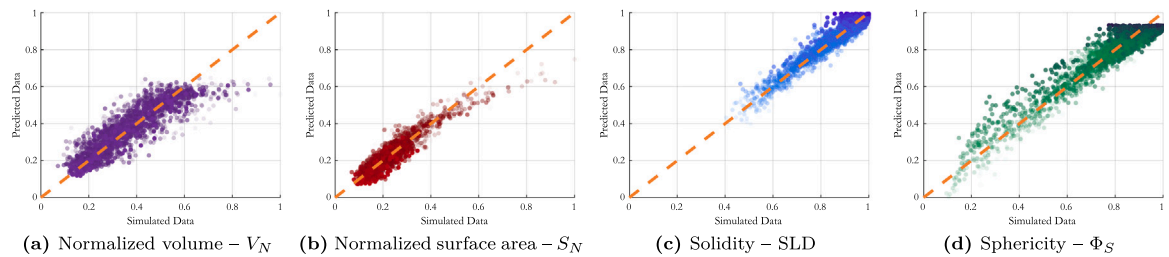 1
0.8
0.6
0.4
0.2
0
0 0.2 0.4 0.6 0.8 1
Predicted Data
Simulated Data
(a) Normalized volume – V_N
1
0.8
0.6
0.4
0.2
0
0 0.2 0.4 0.6 0.8 1
Predicted Data
Simulated Data
(b) Normalized surface area – S_N
1
0.8
0.6
0.4
0.2
0
0 0.2 0.4 0.6 0.8 1
Predicted Data
Simulated Data
(c) Solidity – SLD
1
0.8
0.6
0.4
0.2
0
0 0.2 0.4 0.6 0.8 1
Predicted Data
Simulated Data
(d) Sphericity – Φ_S